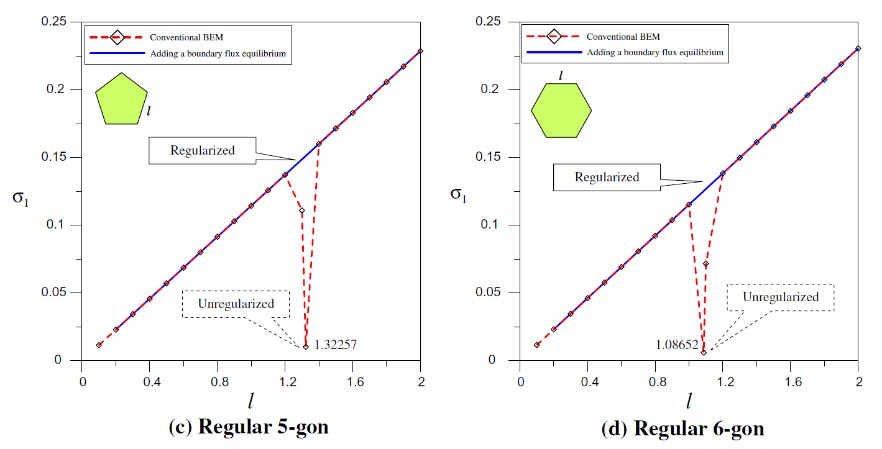 0.25
0.2
0.15
0.1
0.05
0
σ1
0
0.4
0.8
1.2
1.6
2
l
Conventional BEM
Adding a boundary flux equilibrium
l
Regularized
Unregularized
1.32257
(c) Regular 5-gon
0.25
0.2
0.15
0.1
0.05
0
σ1
0
0.4
0.8
1.2
1.6
2
l
Conventional BEM
Adding a boundary flux equilibrium
l
Regularized
Unregularized
1.08652
(d) Regular 6-gon